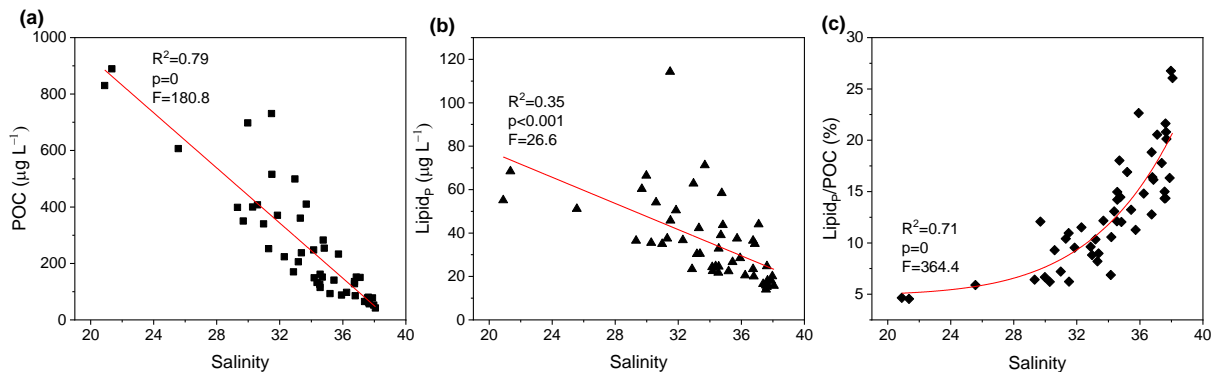 (a)
R²=0.79
p=0
F=180.8
POC (μg L⁻¹)
1000
800
600
400
200
0
20 24 28 32 36 40
Salinity
(b)
R²=0.35
p<0.001
F=26.6
Lipid_P (μg L⁻¹)
120
100
80
60
40
20
0
20 24 28 32 36 40
Salinity
(c)
R²=0.71
p=0
F=364.4
Lipid_P/POC (%)
30
25
20
15
10
5
20 24 28 32 36 40
Salinity